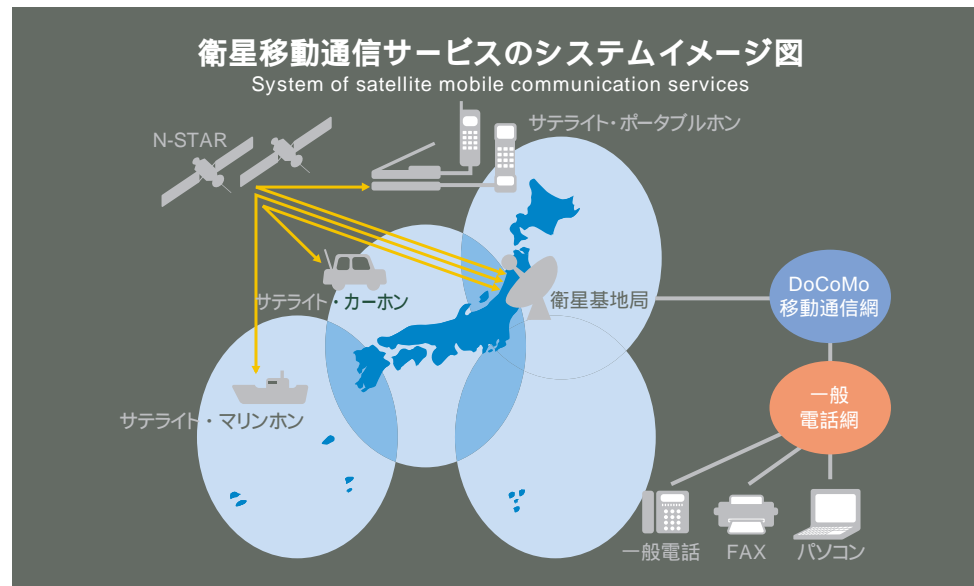 衛星移動通信サービスのシステムイメージ図
System of satellite mobile communication services
N-STAR
サテライト・ポータブルホン
サテライト・カーホン
衛星基地局
DoCoMo
移動通信網
サテライト・マリンホン
一般
電話網
一般電話
FAX
パソコン